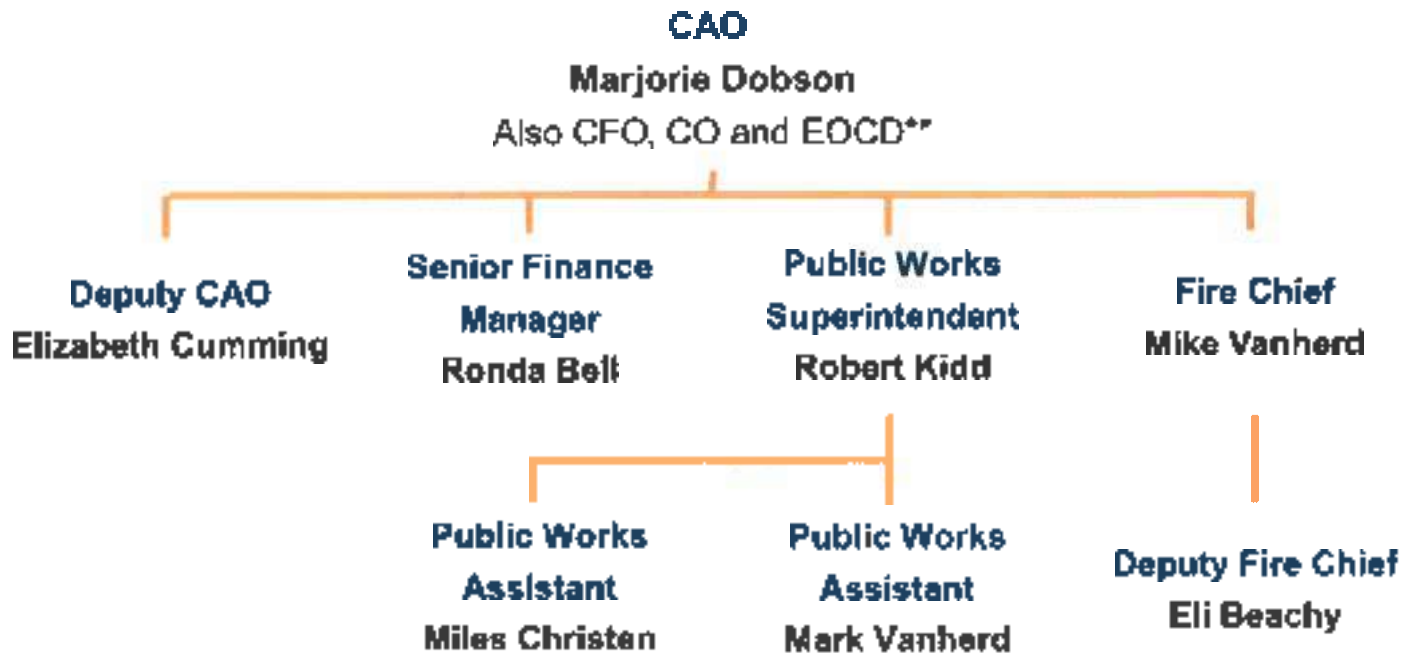 CAO
Marjorie Dobson
Also CFO, CO and EOCD**
Deputy CAO
Elizabeth Cumming
Senior Finance
Manager
Ronda Bell
Public Works
Superintendent
Robert Kidd
Fire Chief
Mike Vanherd
Public Works
Assistant
Miles Christen
Public Works
Assistant
Mark Vanherd
Deputy Fire Chief
Eli Beachy